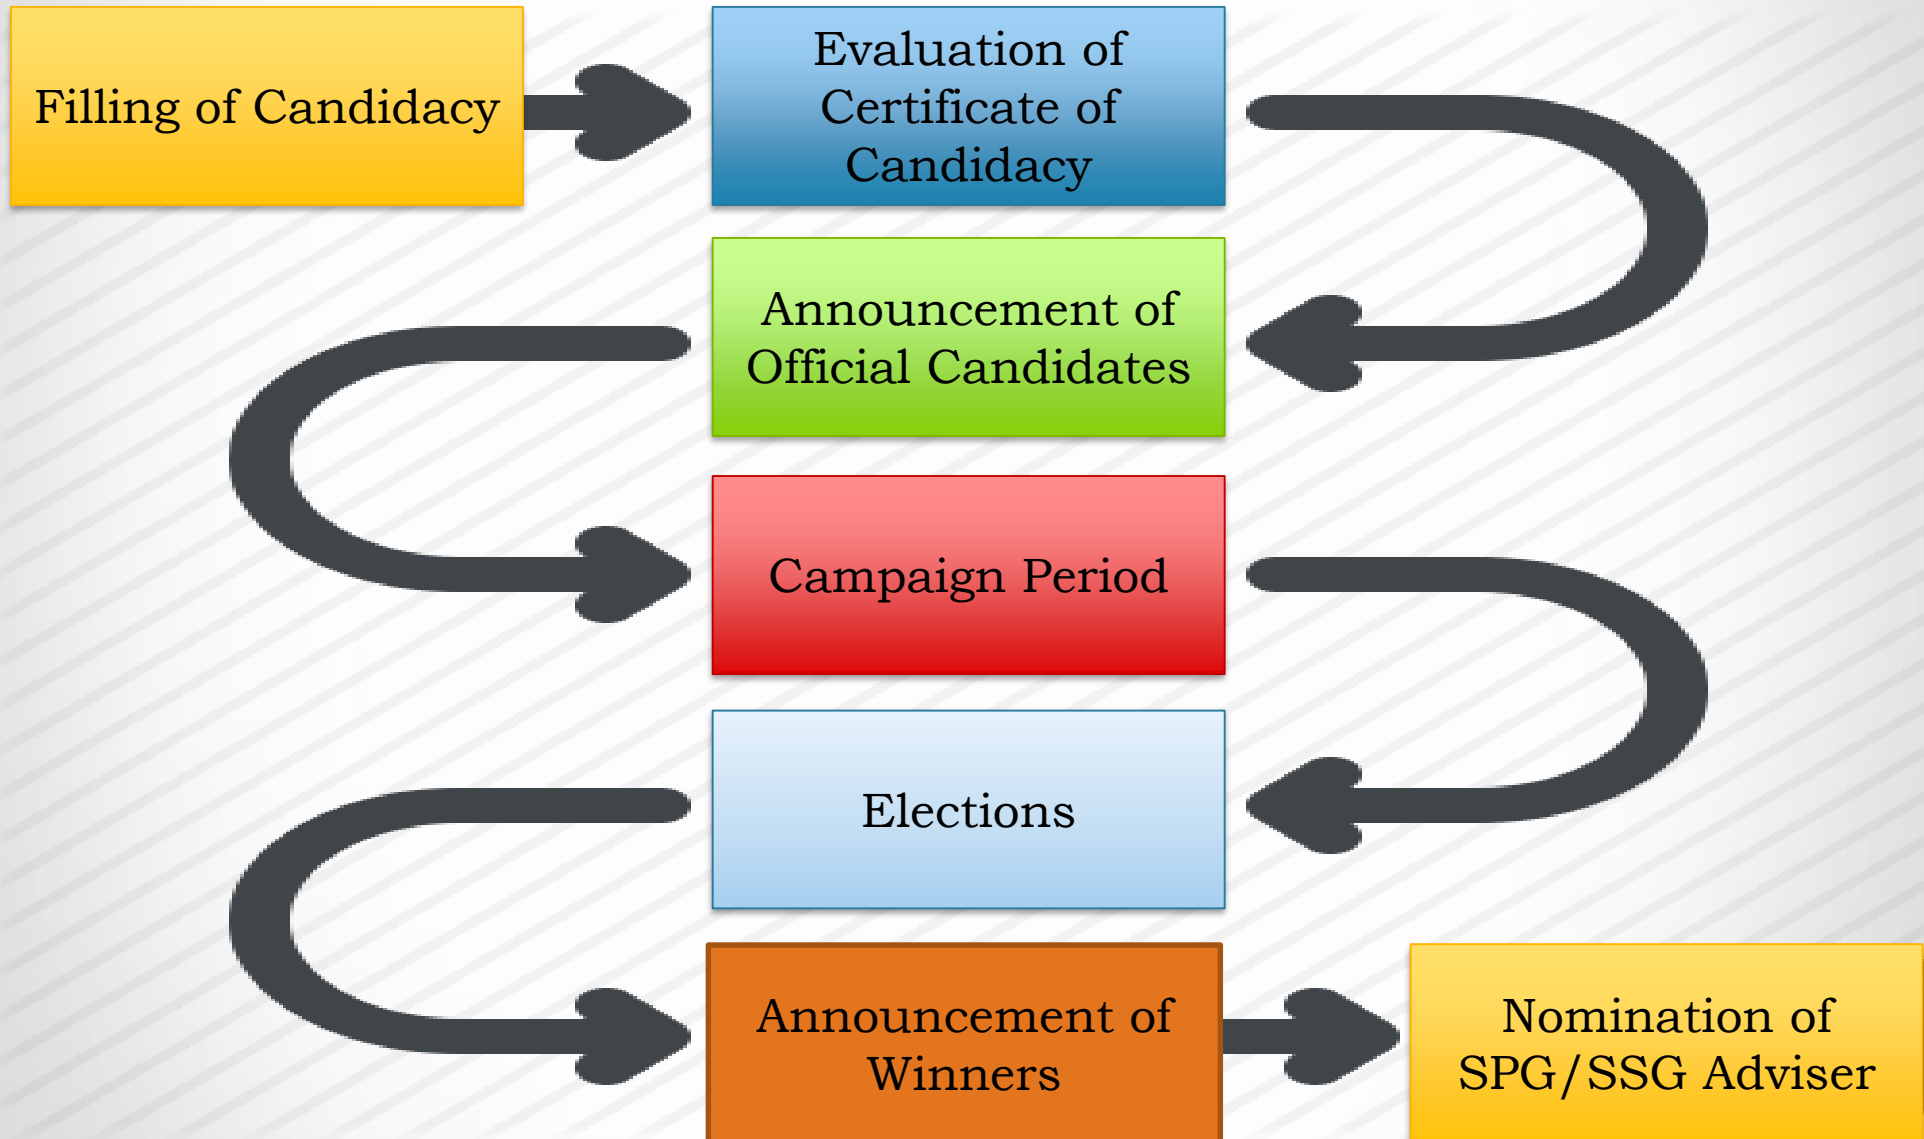 Filling of Candidacy
Evaluation of
Certificate of
Candidacy
Announcement of
Official Candidates
Campaign Period
Elections
Announcement of
Winners
Nomination of
SPG/SSG Adviser